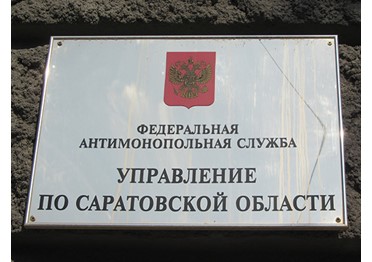 ФЕДЕРАЛЬНАЯ
АНТИМОНОПОЛЬНАЯ СЛУЖБА
УПРАВЛЕНИЕ
ПО САРАТОВСКОЙ ОБЛАСТИ